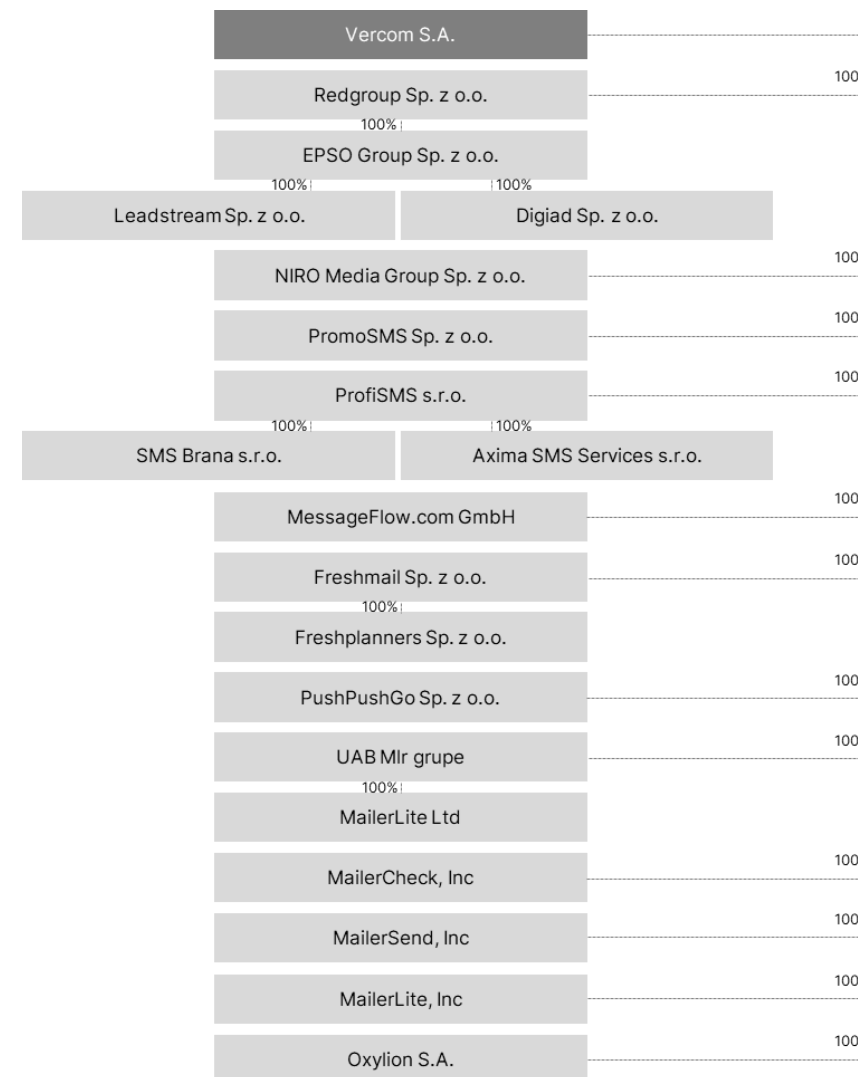 Vercom S.A.
100
Redgroup Sp. z o.o.
100%
EPSO Group Sp. z o.o.
100% 100%
Leadstream Sp. z o.o. Digiad Sp. z o.o.
100
NIRO Media Group Sp. z o.o.
100
PromoSMS Sp. z o.o.
100
ProfiSMS s.r.o.
100% 100%
SMS Brana s.r.o. Axima SMS Services s.r.o.
100
MessageFlow.com GmbH
100
Freshmail Sp. z o.o.
100%
Freshplanners Sp. z o.o.
100
PushPushGo Sp. z o.o.
100
UAB Mlr grupe
100%
MailerLite Ltd
100
MailerCheck, Inc
100
MailerSend, Inc
100
MailerLite, Inc
100
Oxylion S.A.